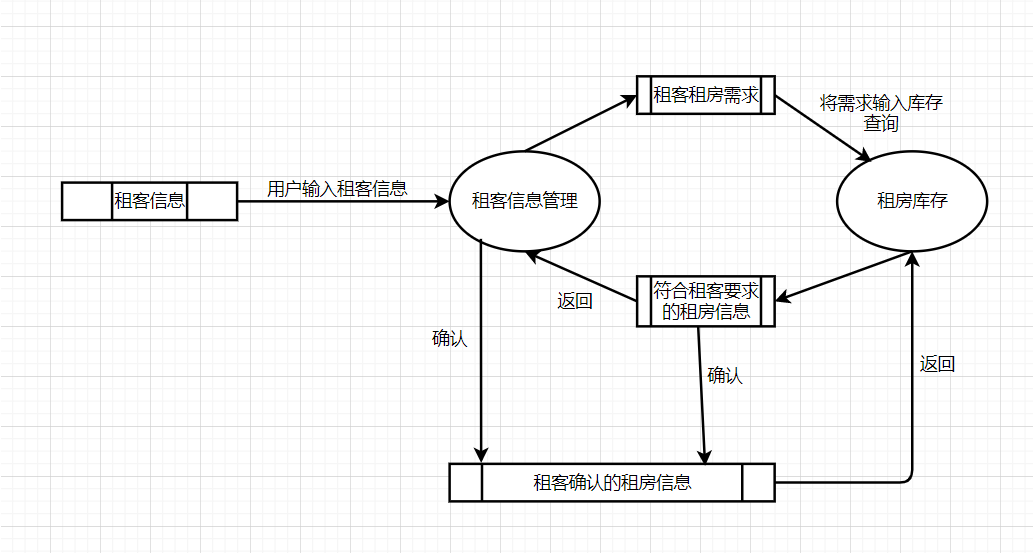 租客租房需求
将需求输入库存
查询
租客信息
用户输入租客信息
租客信息管理
租房库存
符合租客要求
的租房信息
返回
确认
确认
返回
租客确认的租房信息